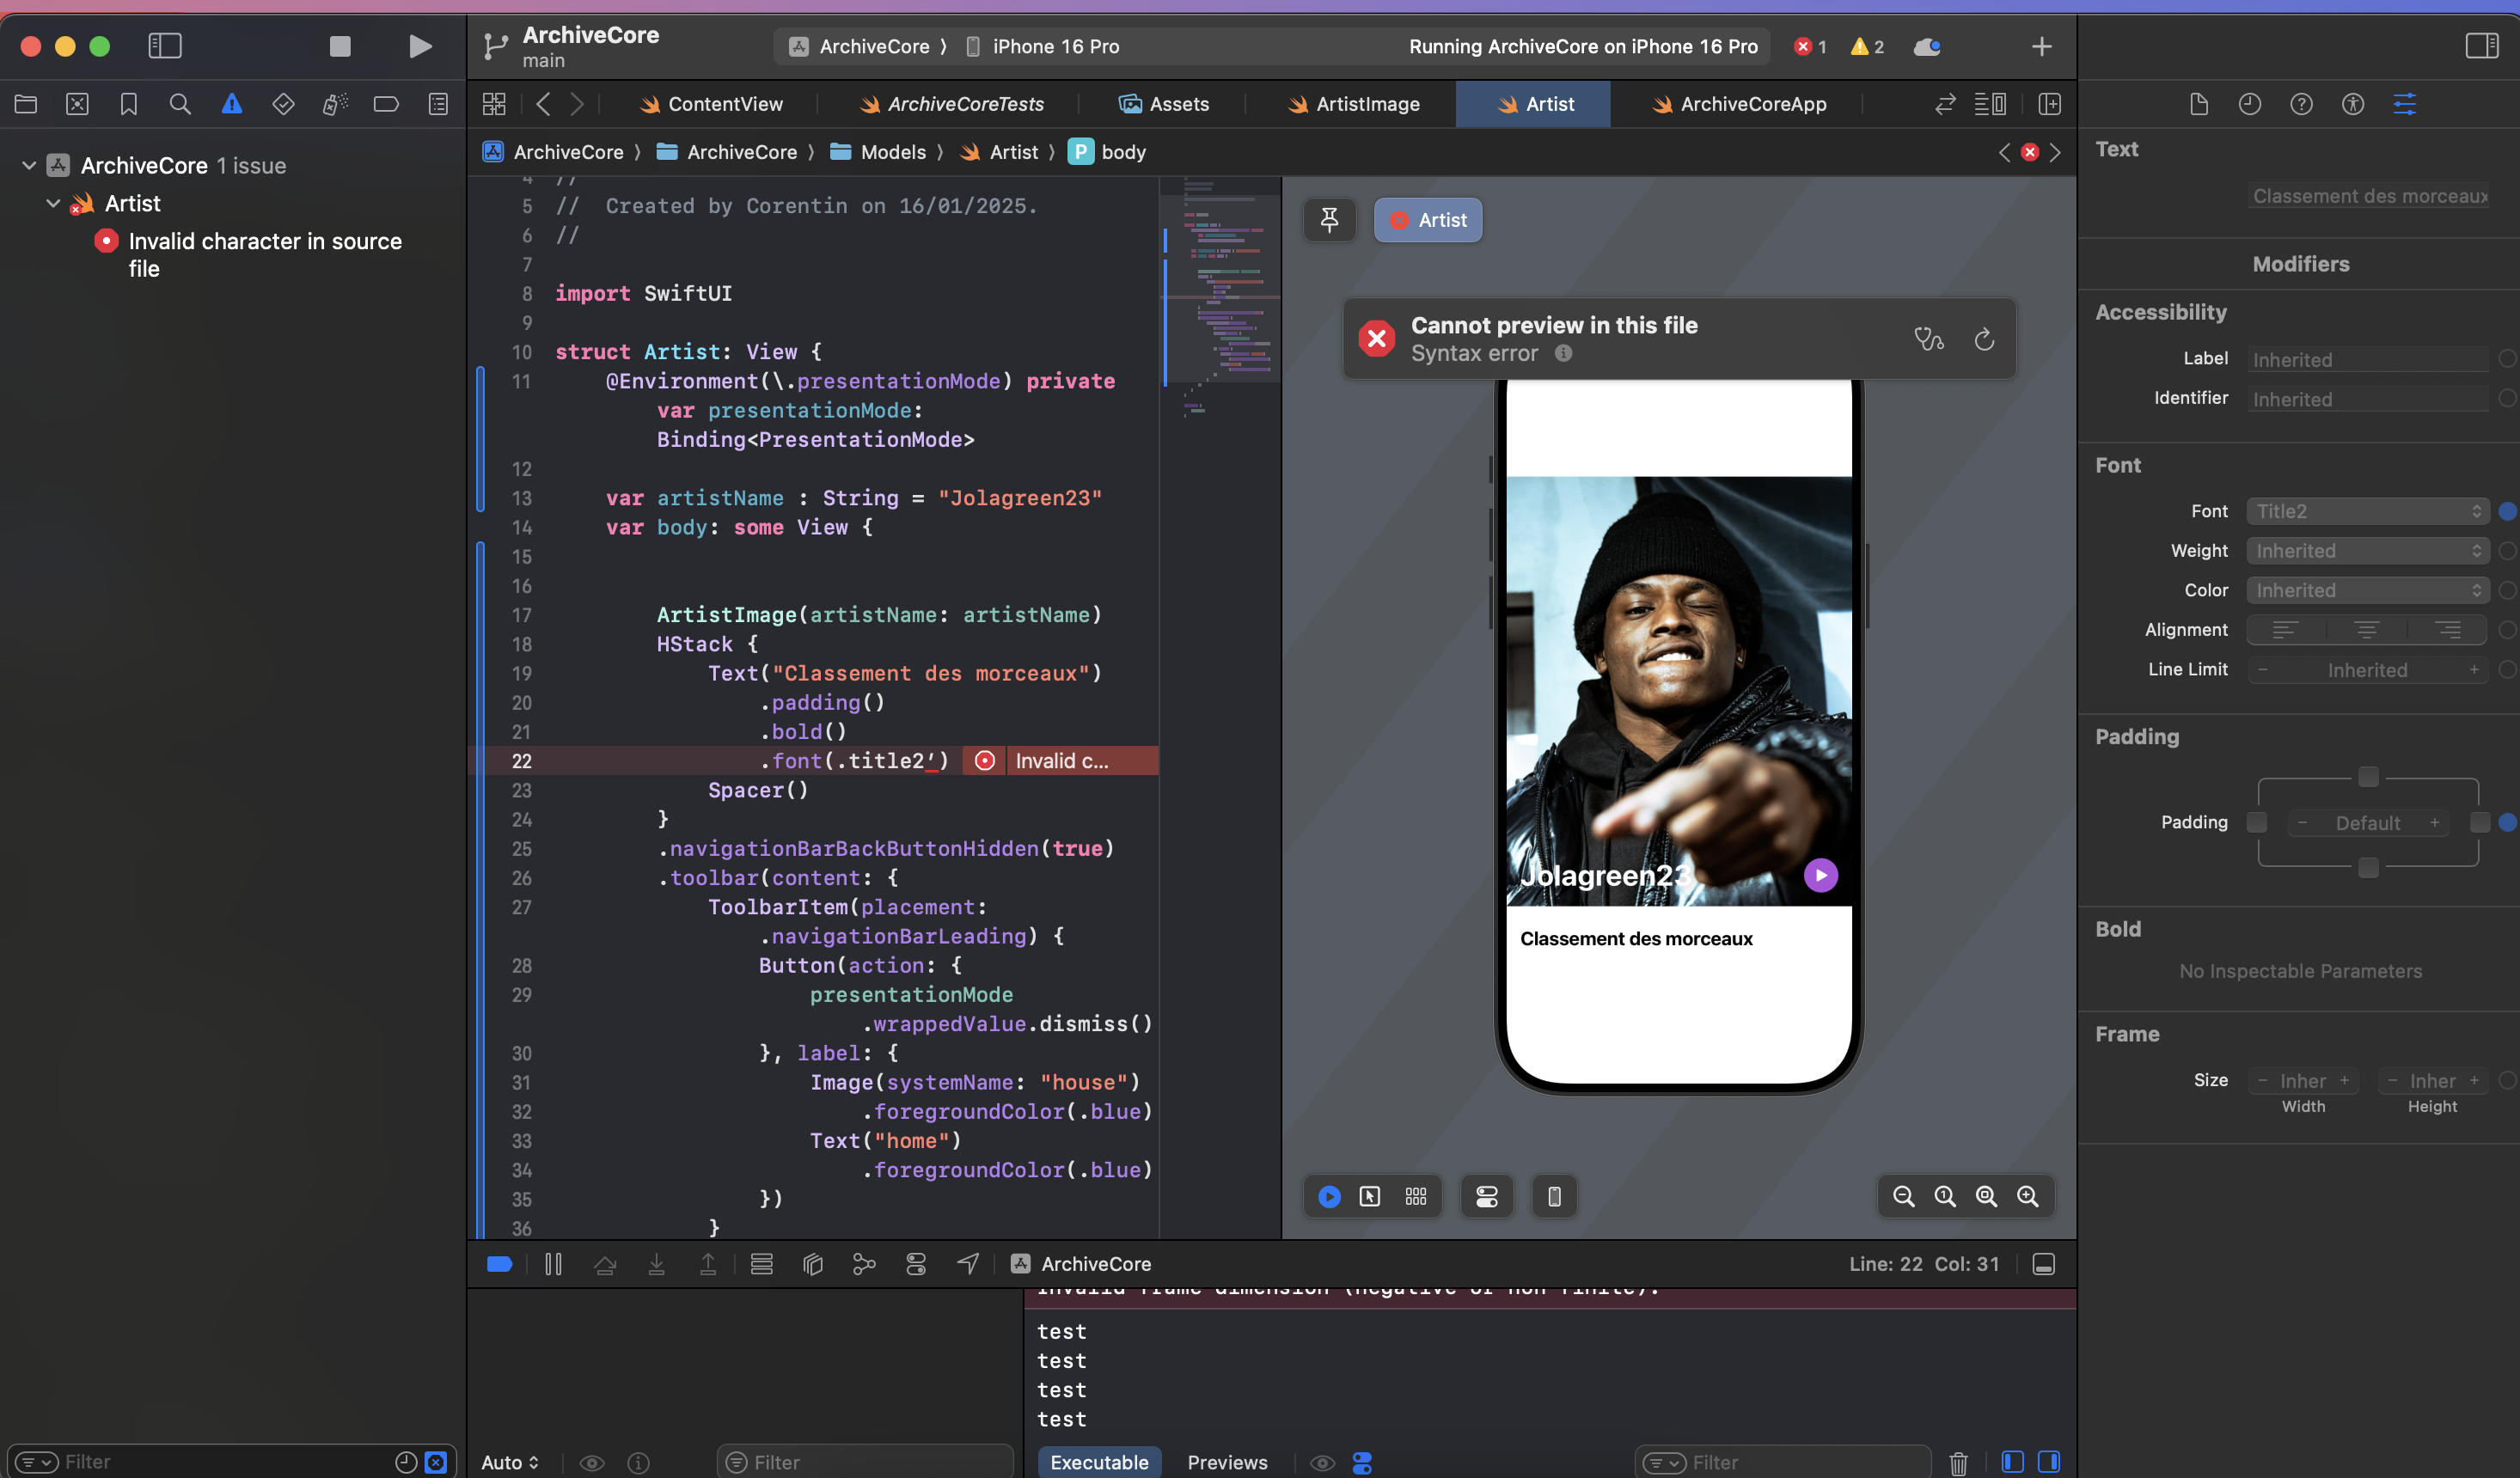 ArchiveCore
main
ArchiveCore ⟩ iPhone 16 Pro
Running ArchiveCore on iPhone 16 Pro
1
2
ContentView
ArchiveCoreTests
Assets
ArtistImage
Artist
ArchiveCoreApp
ArchiveCore ⟩ ArchiveCore ⟩ Models ⟩ Artist ⟩ P body
ArchiveCore 1 issue
Artist
Invalid character in source
file
4 //
5 //  Created by Corentin on 16/01/2025.
6 //
7
8 import SwiftUI
9
10 struct Artist: View {
11     @Environment(\.presentationMode) private
var presentationMode:
Binding<PresentationMode>
12
13     var artistName : String = "Jolagreen23"
14     var body: some View {
15
16
17         ArtistImage(artistName: artistName)
18         HStack {
19             Text("Classement des morceaux")
20                 .padding()
21                 .bold()
22                 .font(.title2’) Invalid c...
23             Spacer()
24         }
25         .navigationBarBackButtonHidden(true)
26         .toolbar(content: {
27             ToolbarItem(placement:
.navigationBarLeading) {
28                 Button(action: {
29                     presentationMode
.wrappedValue.dismiss()
30                 }, label: {
31                     Image(systemName: "house")
32                         .foregroundColor(.blue)
33                     Text("home")
34                         .foregroundColor(.blue)
35                 })
36             }
Artist
Cannot preview in this file
Syntax error
Jolagreen23
Classement des morceaux
Text
Classement des morceaux
Modifiers
Accessibility
Label Inherited
Identifier Inherited
Font
Font Title2
Weight Inherited
Color Inherited
Alignment
Line Limit − Inherited +
Padding
Padding − Default +
Bold
No Inspectable Parameters
Frame
Size − Inher + − Inher +
Width Height
ArchiveCore
Line: 22 Col: 31
Invalid frame dimension (negative or non-finite).
test
test
test
test
Filter
Auto
Filter
Executable
Previews
Filter